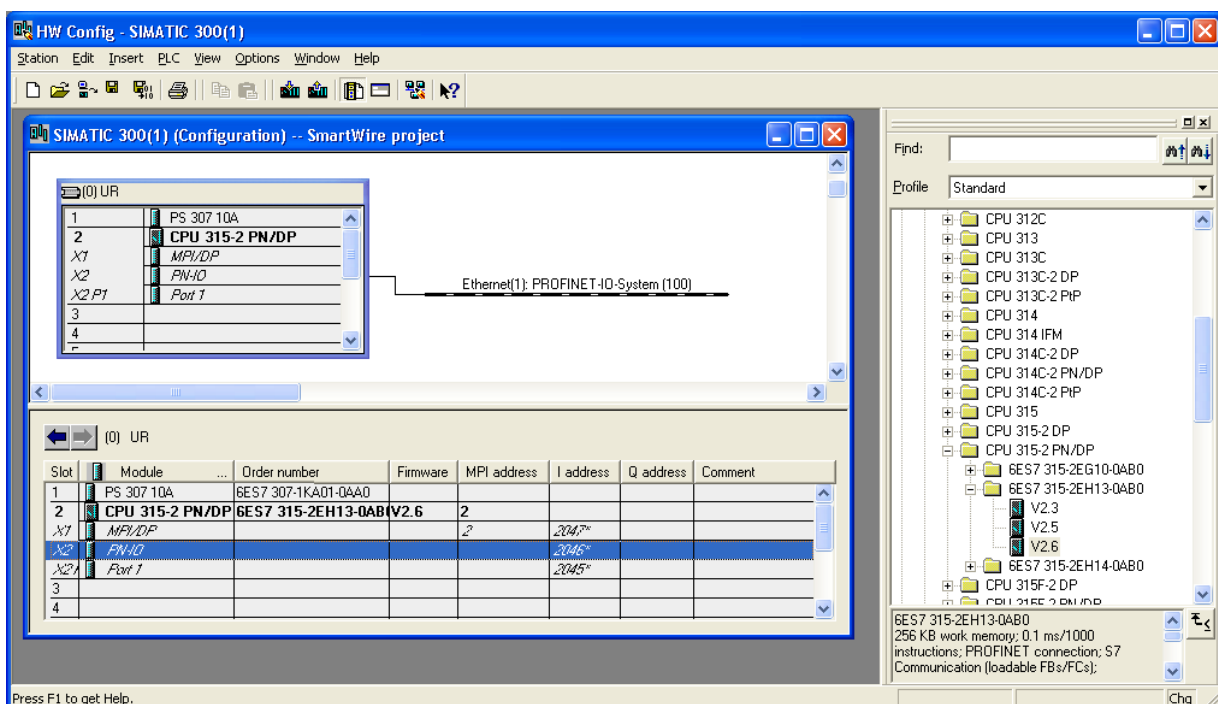 HW Config - SIMATIC 300(1)
Station Edit Insert PLC View Options Window Help
SIMATIC 300(1) (Configuration) -- SmartWire project
(0) UR
1 PS 307 10A
2 CPU 315-2 PN/DP
X1 MPI/DP
X2 PN-IO
X2 P1 Port 1
3
4
Ethernet(1): PROFINET-IO-System (100)
(0) UR
Slot Module ... Order number Firmware MPI address I address Q address Comment
1 PS 307 10A 6ES7 307-1KA01-0AA0
2 CPU 315-2 PN/DP 6ES7 315-2EH13-0AB V2.6 2
X1 MPI/DP 2 2047*
X2 PN-IO 2046*
X2 Port 1 2045*
3
4
Find:
Profile Standard
CPU 312C
CPU 313
CPU 313C
CPU 313C-2 DP
CPU 313C-2 PtP
CPU 314
CPU 314 IFM
CPU 314C-2 DP
CPU 314C-2 PN/DP
CPU 314C-2 PtP
CPU 315
CPU 315-2 DP
CPU 315-2 PN/DP
6ES7 315-2EG10-0AB0
6ES7 315-2EH13-0AB0
V2.3
V2.5
V2.6
6ES7 315-2EH14-0AB0
CPU 315F-2 DP
CPU 315F-2 PN/DP
6ES7 315-2EH13-0AB0
256 KB work memory; 0.1 ms/1000
instructions; PROFINET connection; S7
Communication (loadable FBs/FCs);
Press F1 to get Help.
Chg